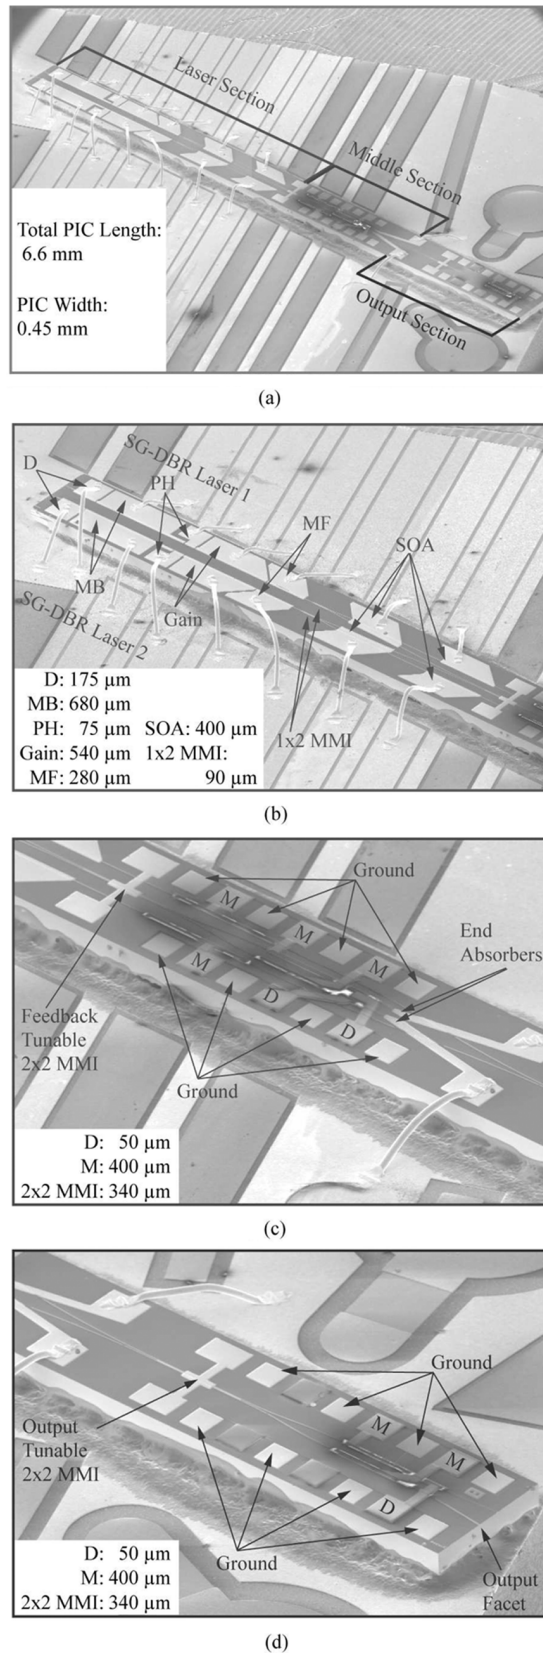 Laser Section
Middle Section
Total PIC Length:
6.6 mm
PIC Width:
0.45 mm
Output Section
(a)
SG-DBR Laser 1
D
PH
MF
SOA
MB
Gain
SG-DBR Laser 2
1x2 MMI
D: 175 µm
MB: 680 µm
PH: 75 µm SOA: 400 µm
Gain: 540 µm 1x2 MMI:
MF: 280 µm 90 µm
(b)
Ground
M
M
M
End
Absorbers
M
D
D
Feedback
Tunable
2x2 MMI
Ground
D: 50 µm
M: 400 µm
2x2 MMI: 340 µm
(c)
Ground
M
M
Output
Tunable
2x2 MMI
D
Ground
Output
Facet
D: 50 µm
M: 400 µm
2x2 MMI: 340 µm
(d)